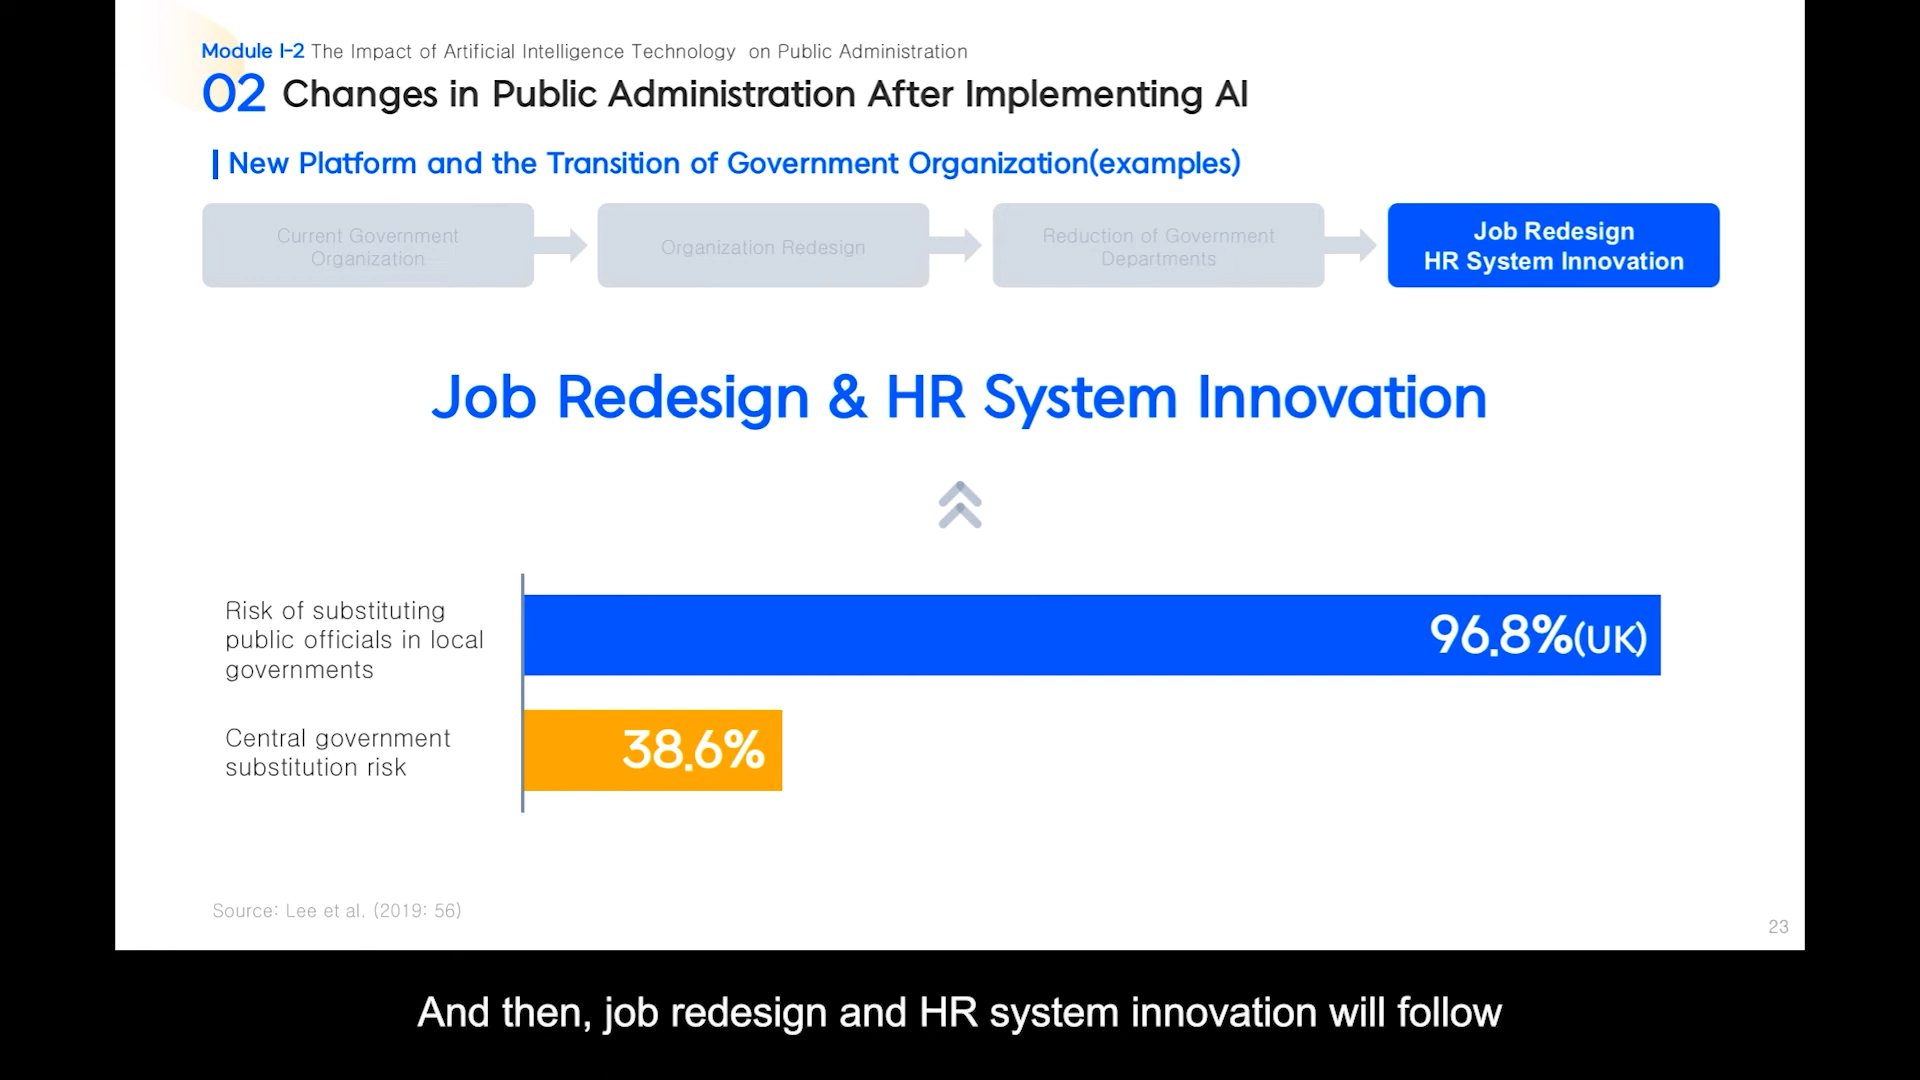 Module I-2 The Impact of Artificial Intelligence Technology on Public Administration
02 Changes in Public Administration After Implementing AI
New Platform and the Transition of Government Organization(examples)
Current Government
Organization
Organization Redesign
Reduction of Government
Departments
Job Redesign
HR System Innovation
Job Redesign & HR System Innovation
Risk of substituting
public officials in local
governments
96.8%(UK)
Central government
substitution risk
38.6%
Source: Lee et al. (2019: 56)
23
And then, job redesign and HR system innovation will follow